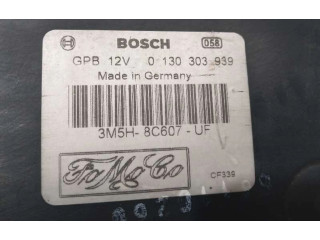 BOSCH 058
GPB 12V 0 130 303 939
Made in Germany
3M5H- 8C607 - UF
FoMoCo
CF339